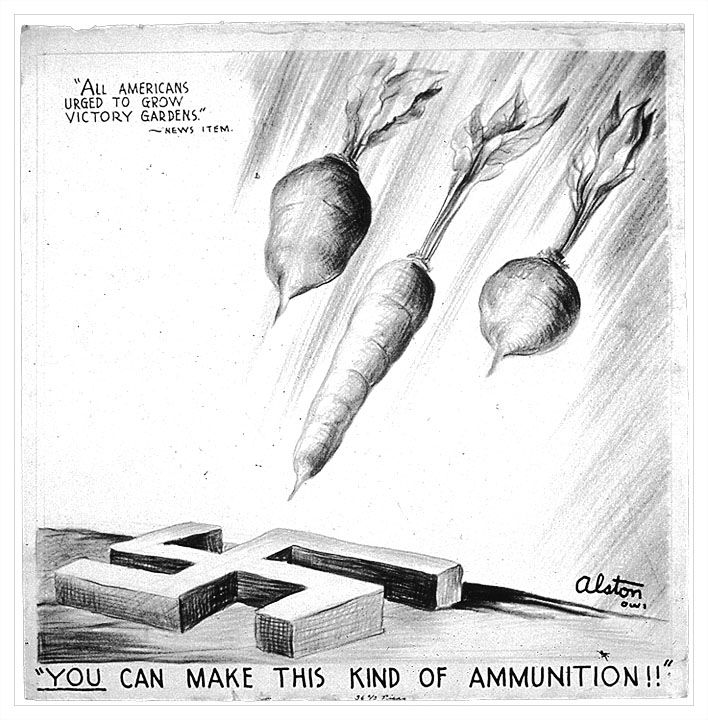 "ALL AMERICANS
URGED TO GROW
VICTORY GARDENS."
~NEWS ITEM.
Alston
OWI
"YOU CAN MAKE THIS KIND OF AMMUNITION!!"